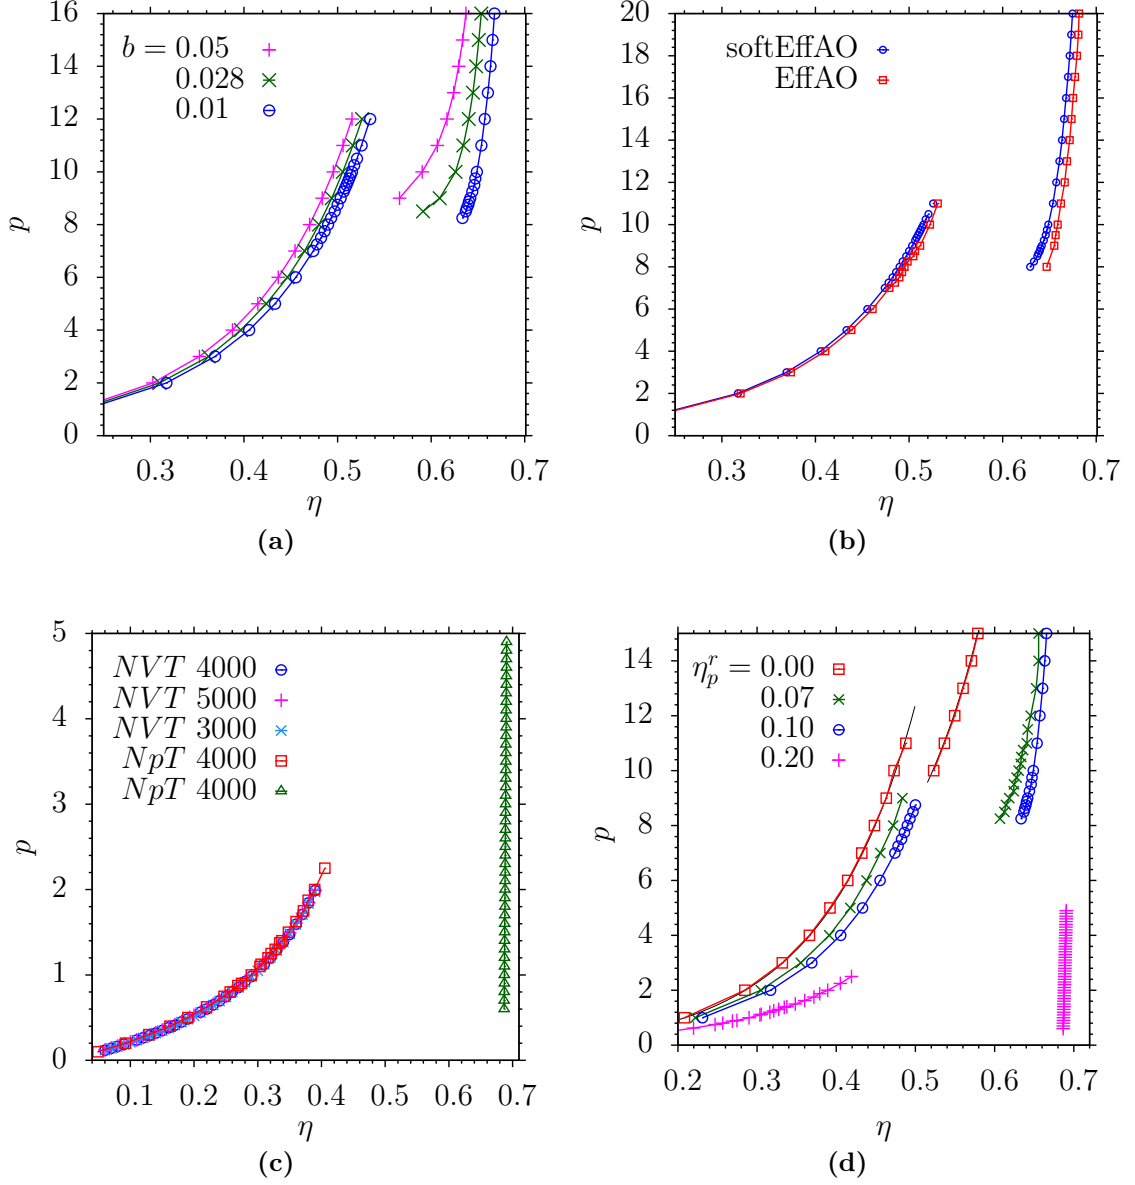 16
14
12
10
8
6
4
2
0
p
b = 0.05
0.028
0.01
0.3 0.4 0.5 0.6 0.7
η
(a)
20
18
16
14
12
10
8
6
4
2
0
p
softEffAO
EffAO
0.3 0.4 0.5 0.6 0.7
η
(b)
5
4
3
2
1
0
p
NVT 4000
NVT 5000
NVT 3000
NpT 4000
NpT 4000
0.1 0.2 0.3 0.4 0.5 0.6 0.7
η
(c)
14
12
10
8
6
4
2
0
p
η_p^r = 0.00
0.07
0.10
0.20
0.2 0.3 0.4 0.5 0.6 0.7
η
(d)